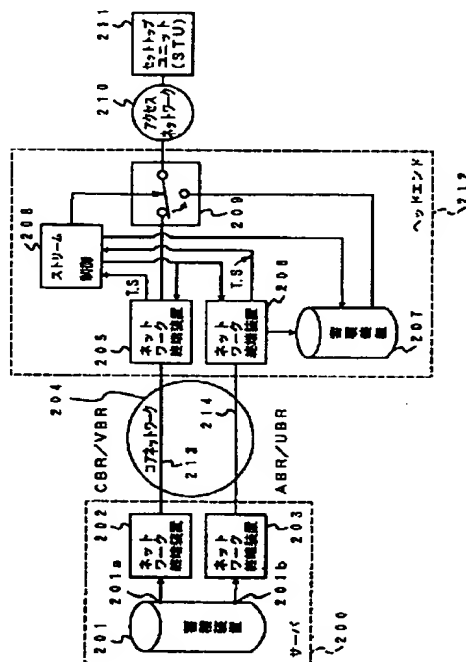 211
セットトップ
ユニット
(STU)
210
アクセス
ネットワーク
ヘッドエンド
212
208
ストリーム
制御
209
T.S
T.S
205
ネット
ワーク
終端装置
206
ネット
ワーク
終端装置
207
蓄積装置
204
CBR/VBR
コアネットワーク
213
214
ABR/UBR
202
ネット
ワーク
終端装置
203
ネット
ワーク
終端装置
201
201a
201b
蓄積装置
サーバ
200